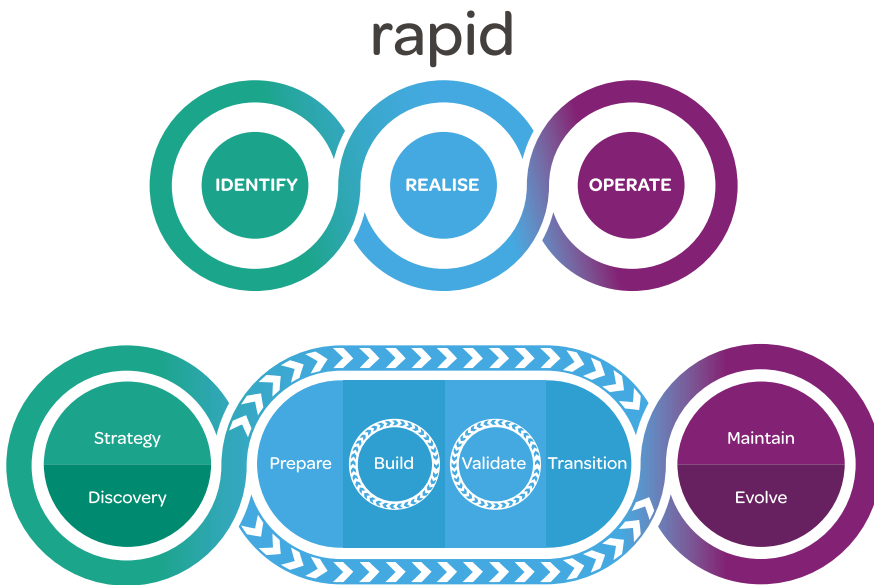 rapid
IDENTIFY
REALISE
OPERATE
Strategy
Discovery
Prepare
Build
Validate
Transition
Maintain
Evolve